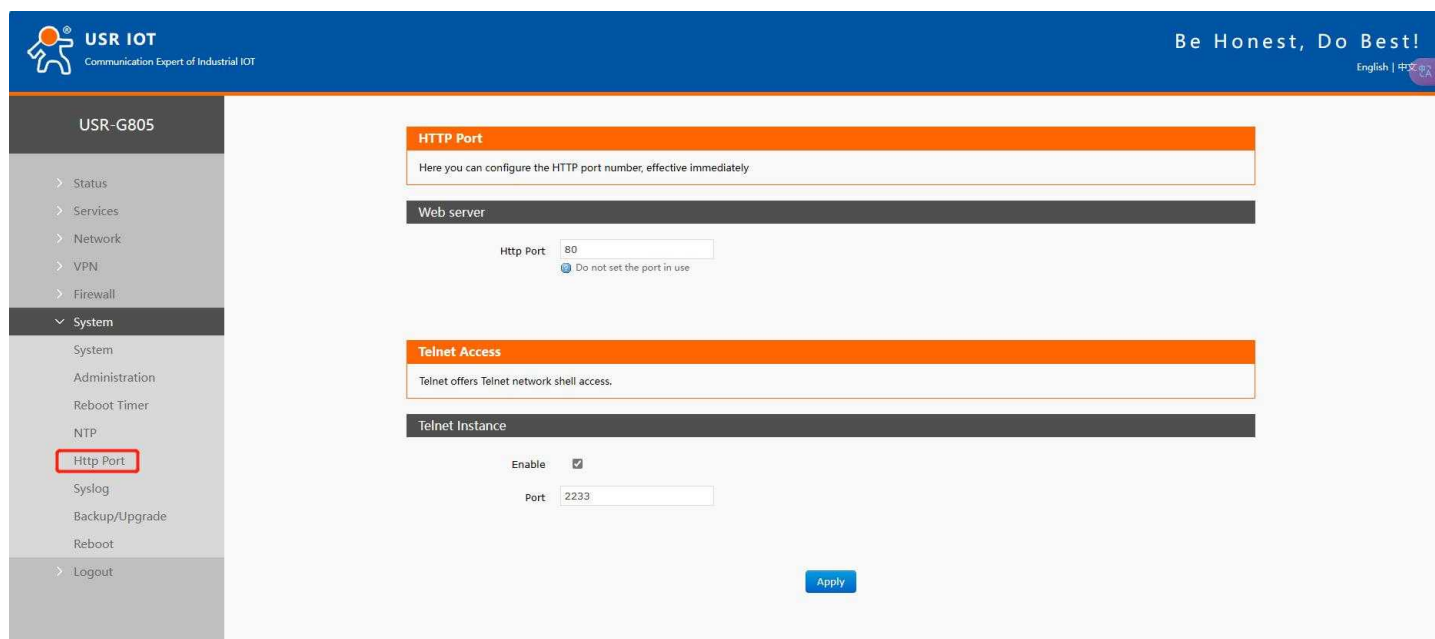 USR IOT
Communication Expert of Industrial IOT
Be Honest, Do Best!
English | 中文
USR-G805
Status
Services
Network
VPN
Firewall
System
System
Administration
Reboot Timer
NTP
Http Port
Syslog
Backup/Upgrade
Reboot
Logout
HTTP Port
Here you can configure the HTTP port number, effective immediately
Web server
Http Port 80
Do not set the port in use
Telnet Access
Telnet offers Telnet network shell access.
Telnet Instance
Enable
Port 2233
Apply